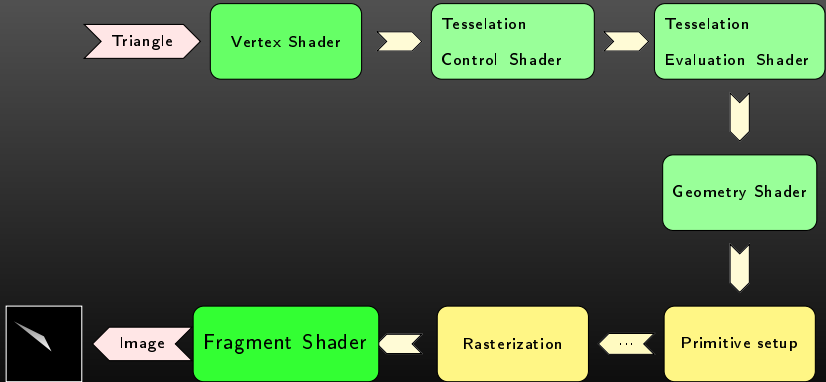 Triangle
Vertex Shader
Tesselation
Control Shader
Tesselation
Evaluation Shader
Geometry Shader
Primitive setup
...
Rasterization
Fragment Shader
Image